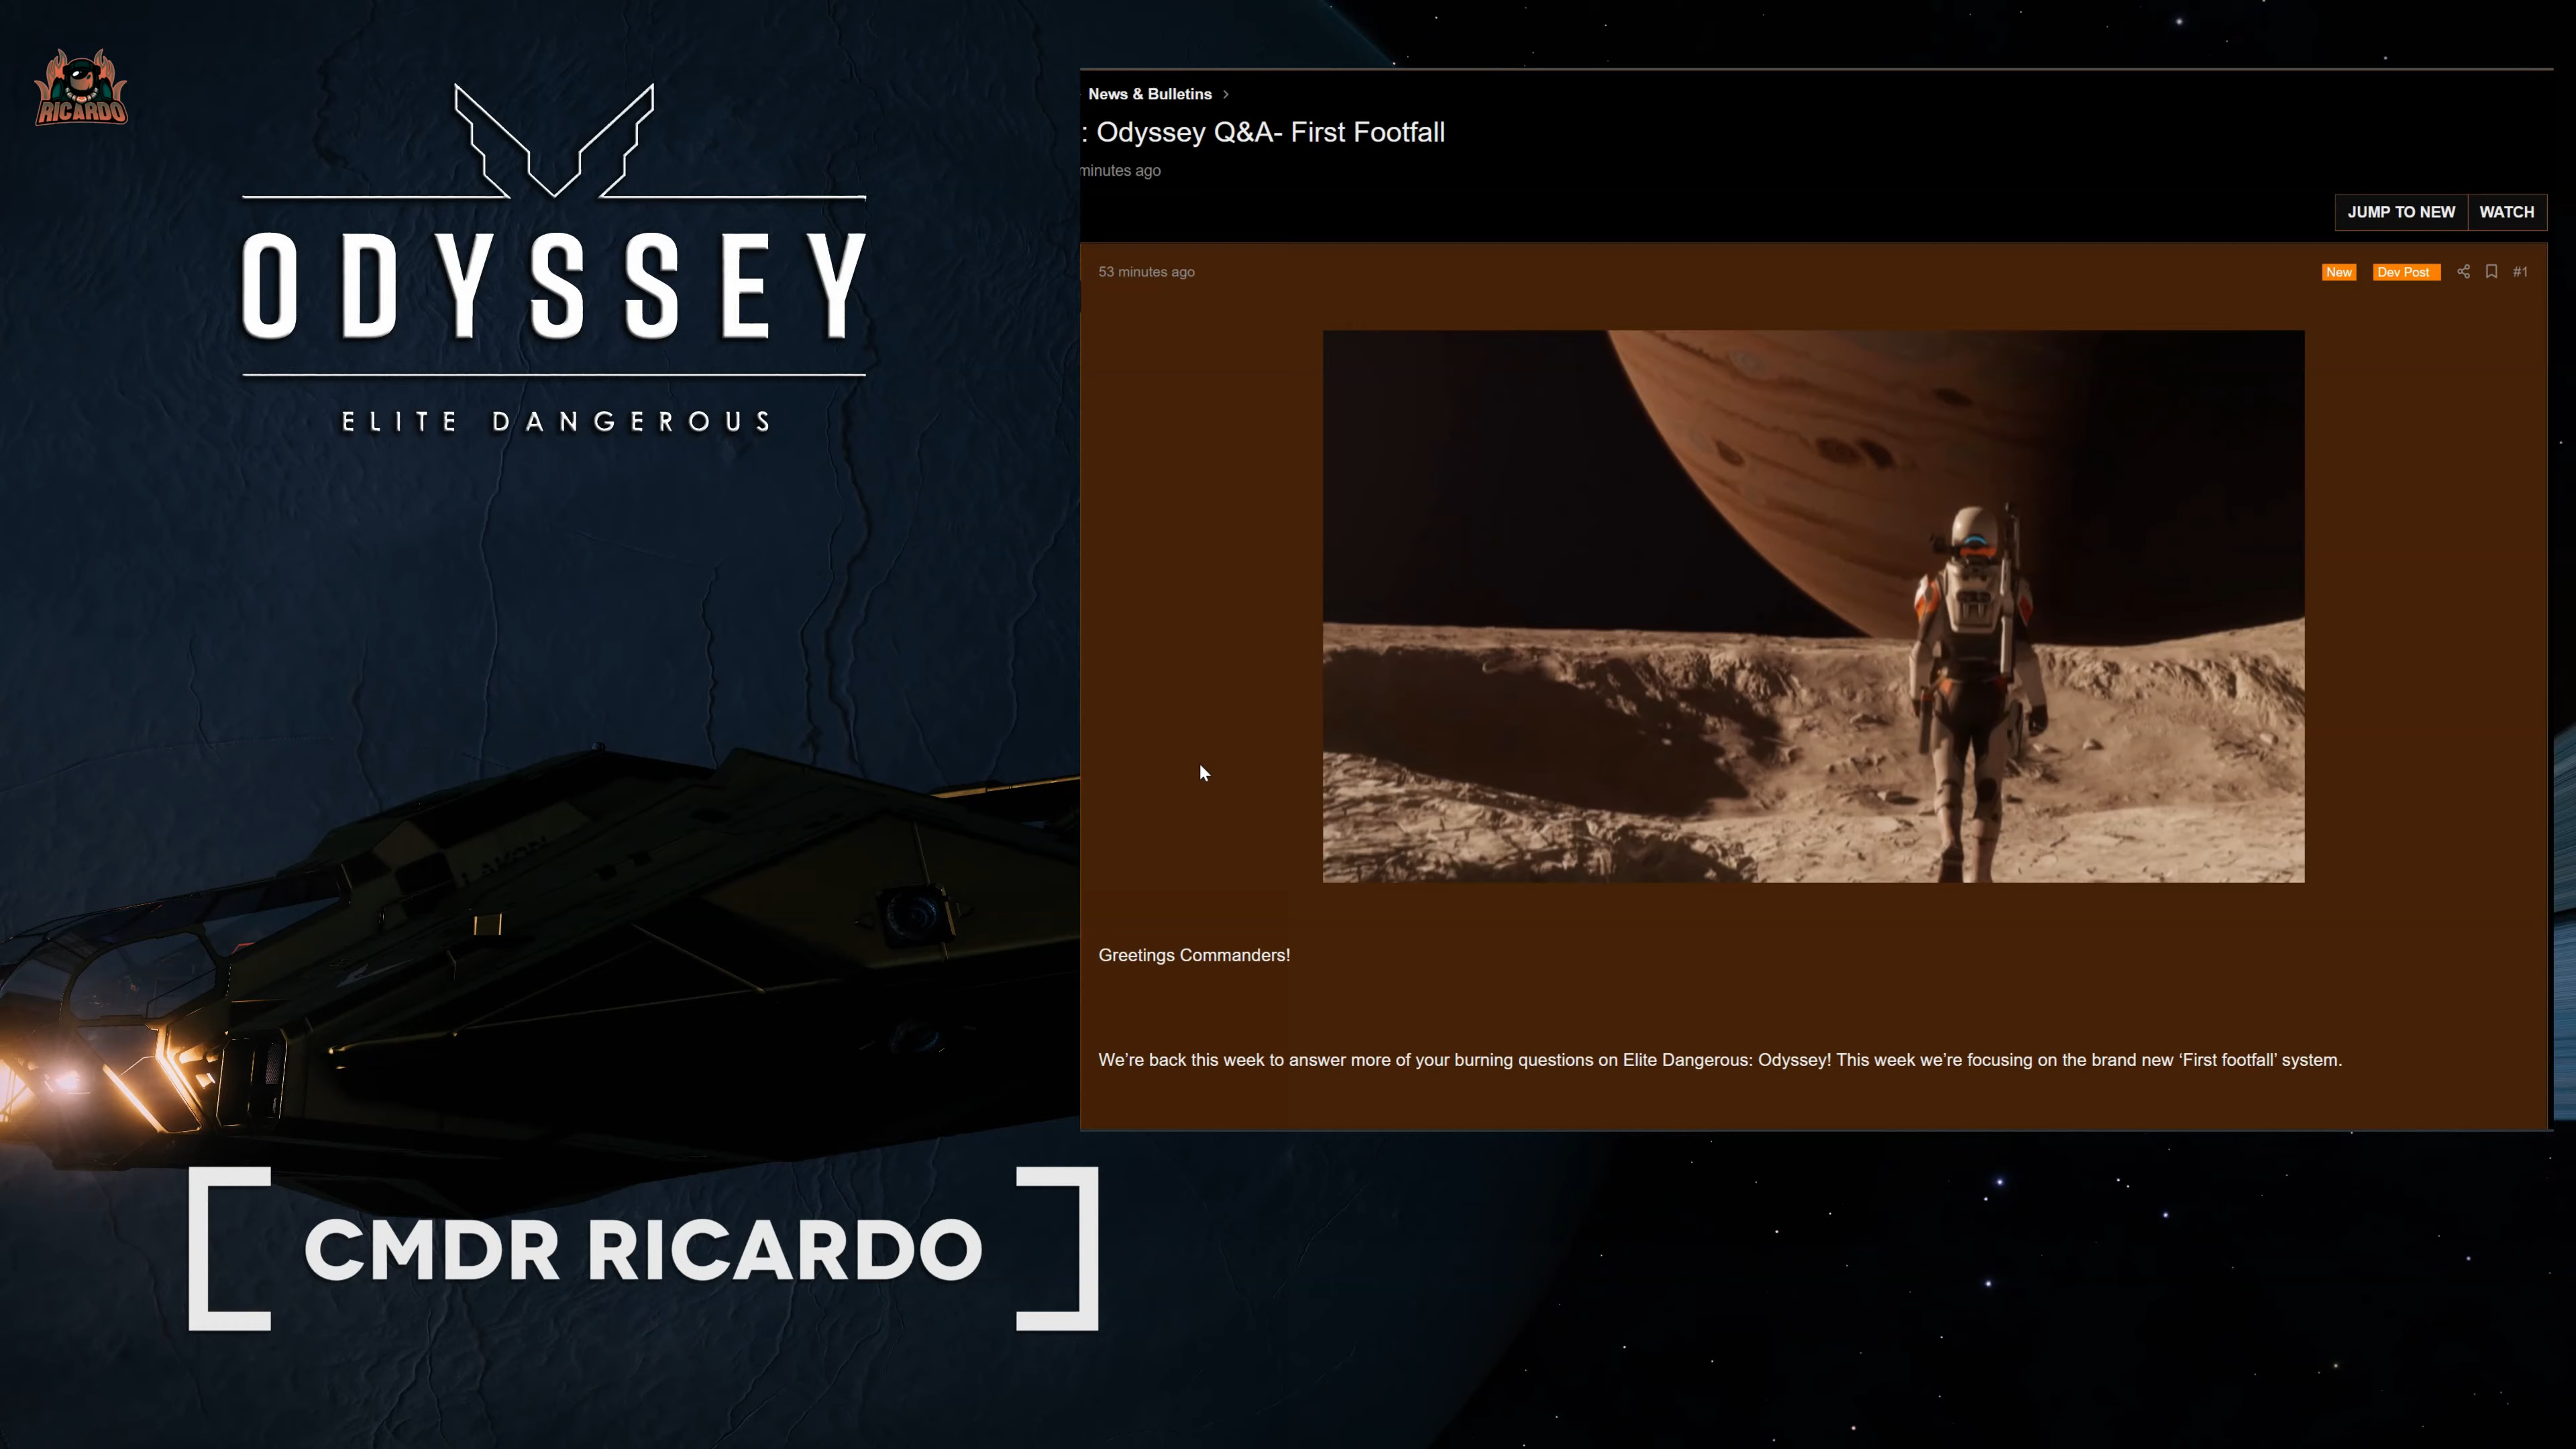 RICARDO
ODYSSEY
ELITE DANGEROUS
News & Bulletins
: Odyssey Q&A- First Footfall
minutes ago
JUMP TO NEW WATCH
53 minutes ago
New Dev Post #1
Greetings Commanders!
We’re back this week to answer more of your burning questions on Elite Dangerous: Odyssey! This week we’re focusing on the brand new ‘First footfall’ system.
LAKON
[ CMDR RICARDO ]